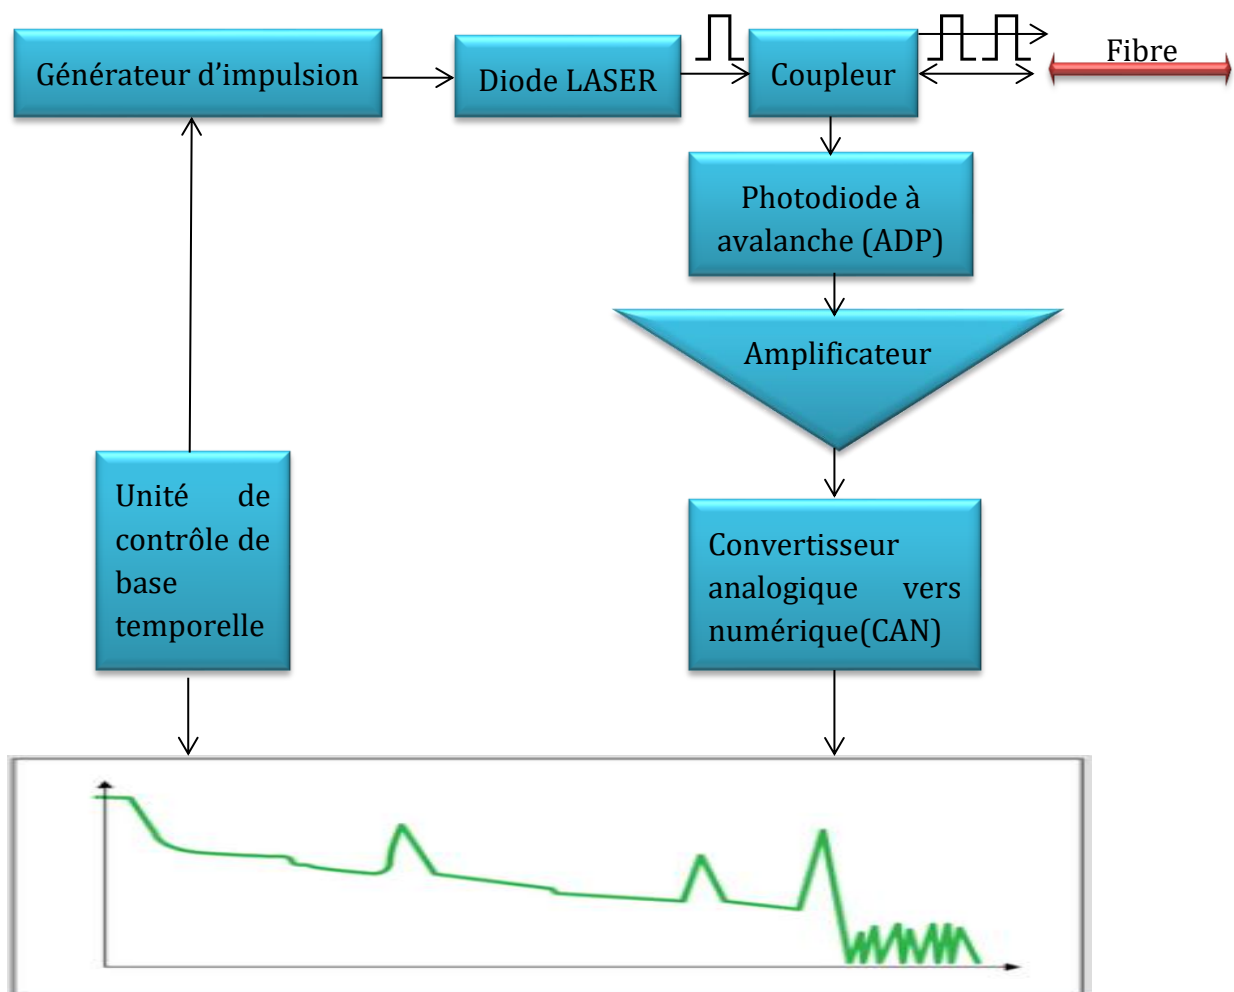 Générateur d’impulsion
Diode LASER
Coupleur
Fibre
Photodiode à
avalanche (ADP)
Amplificateur
Unité de
contrôle de
base
temporelle
Convertisseur
analogique vers
numérique(CAN)